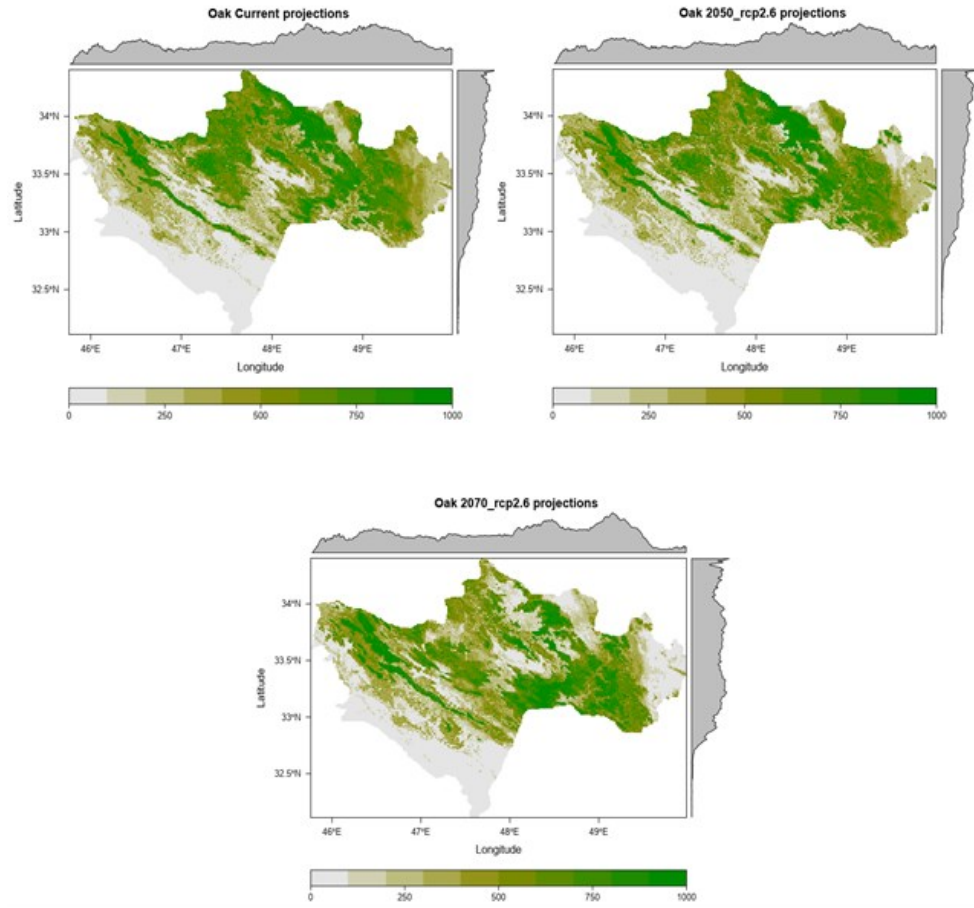 Oak Current projections
34°N
33.5°N
33°N
32.5°N
Latitude
46°E 47°E 48°E 49°E
Longitude
0 250 500 750 1000
Oak 2050_rcp2.6 projections
34°N
33.5°N
33°N
32.5°N
Latitude
46°E 47°E 48°E 49°E
Longitude
0 250 500 750 1000
Oak 2070_rcp2.6 projections
34°N
33.5°N
33°N
32.5°N
Latitude
46°E 47°E 48°E 49°E
Longitude
0 250 500 750 1000